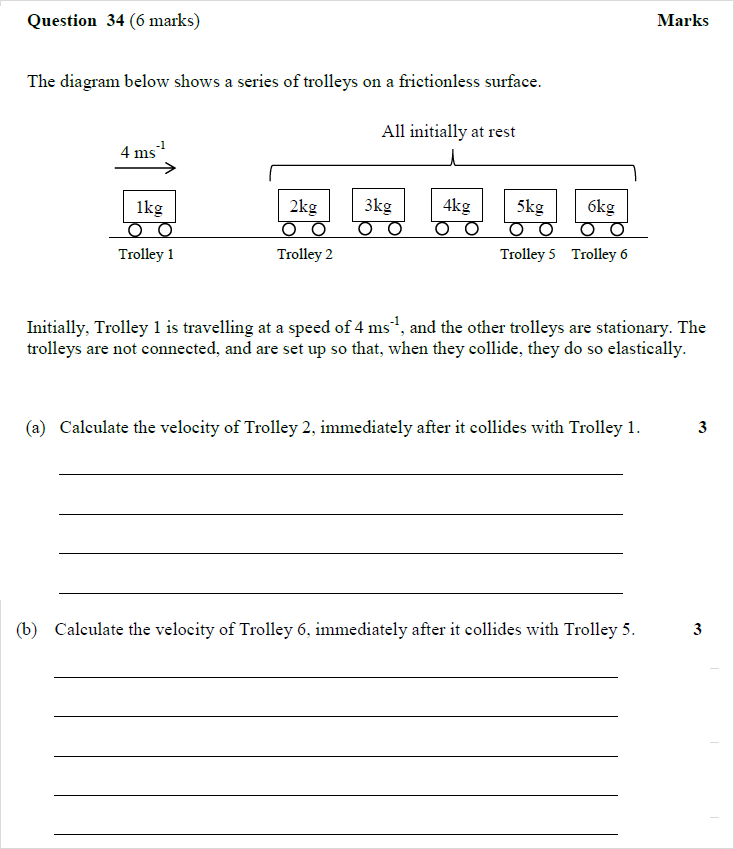 Question 34 (6 marks) Marks
The diagram below shows a series of trolleys on a frictionless surface.
All initially at rest
4 ms-1
1kg 2kg 3kg 4kg 5kg 6kg
Trolley 1 Trolley 2 Trolley 5 Trolley 6
Initially, Trolley 1 is travelling at a speed of 4 ms-1, and the other trolleys are stationary. The
trolleys are not connected, and are set up so that, when they collide, they do so elastically.
(a) Calculate the velocity of Trolley 2, immediately after it collides with Trolley 1. 3
(b) Calculate the velocity of Trolley 6, immediately after it collides with Trolley 5. 3